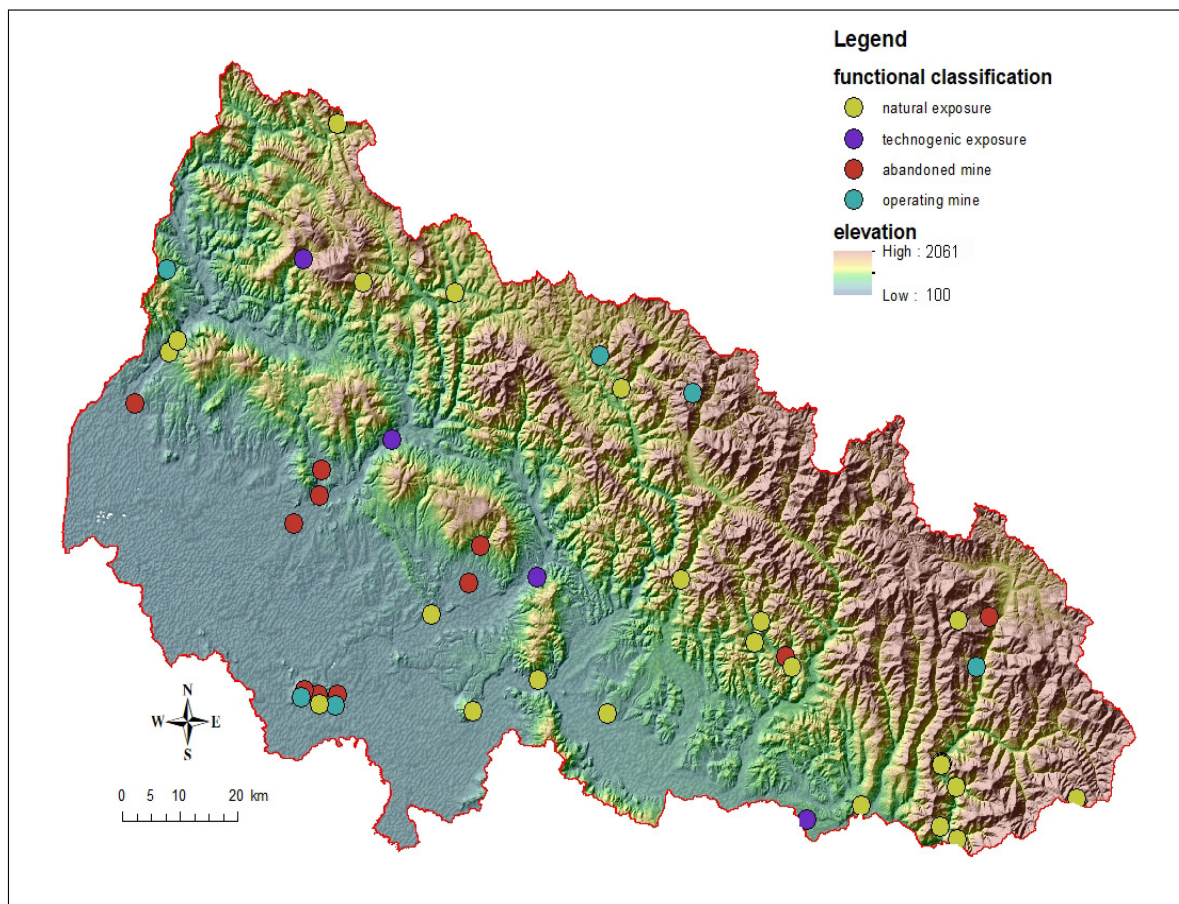 Legend
functional classification
natural exposure
technogenic exposure
abandoned mine
operating mine
elevation
High : 2061
Low : 100
N
W E
S
0 5 10 20 km